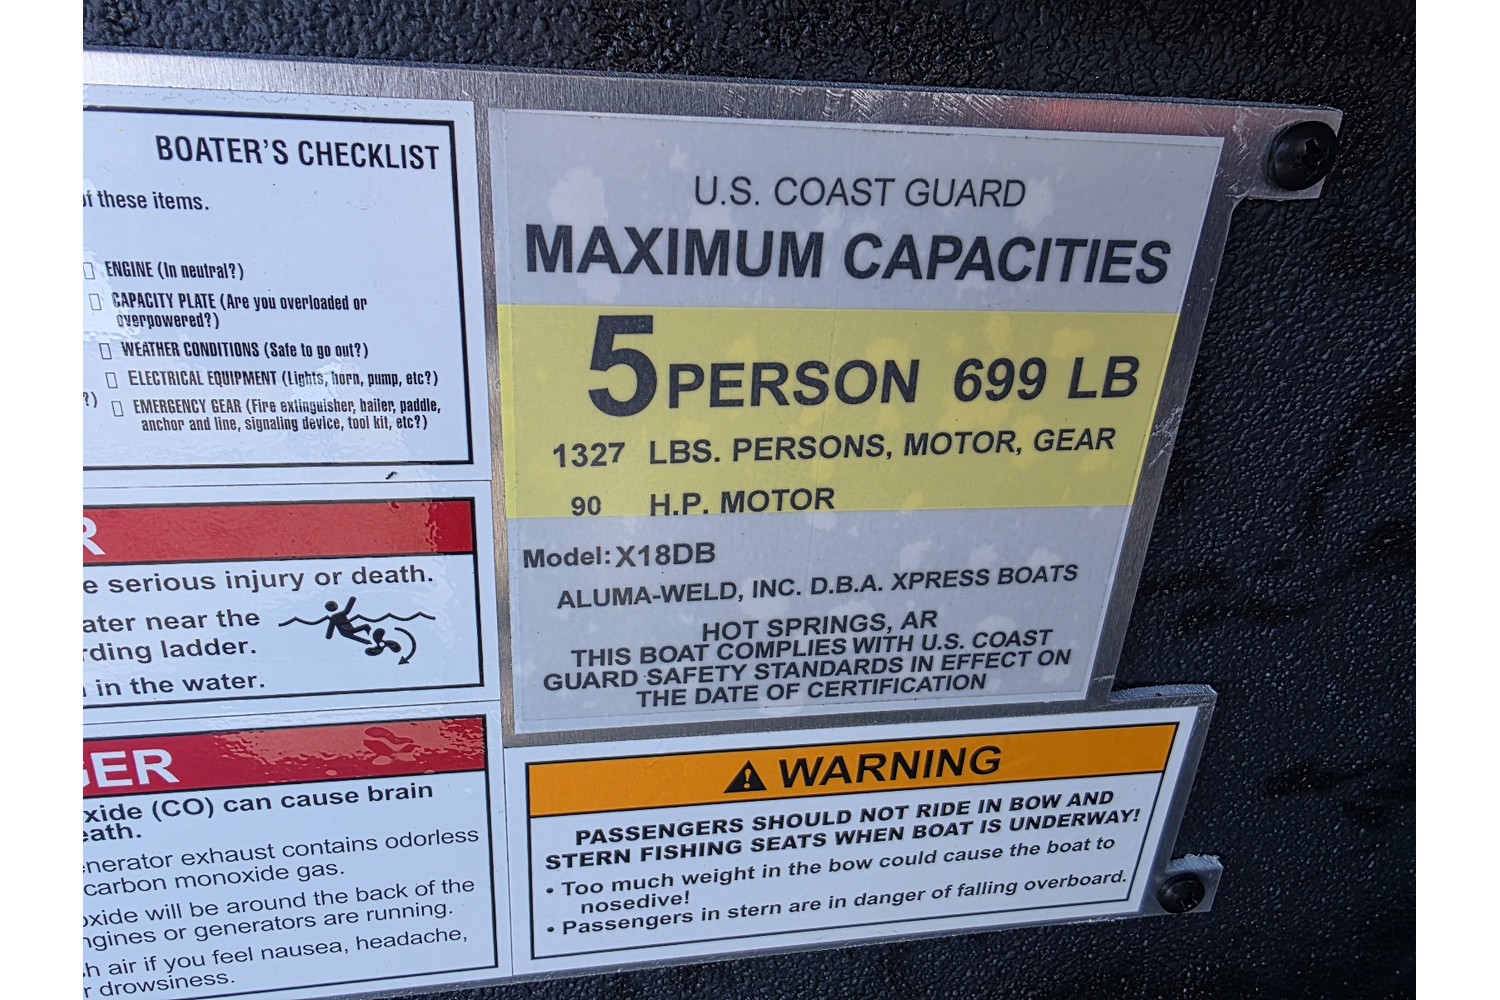 BOATER'S CHECKLIST
of these items.
ENGINE (In neutral?)
CAPACITY PLATE (Are you overloaded or
overpowered?)
WEATHER CONDITIONS (Safe to go out?)
ELECTRICAL EQUIPMENT (Lights, horn, pump, etc?)
?) EMERGENCY GEAR (Fire extinguisher, bailer, paddle,
anchor and line, signaling device, tool kit, etc?)
R
e serious injury or death.
ater near the
rding ladder.
in the water.
GER
xide (CO) can cause brain
eath.
enerator exhaust contains odorless
carbon monoxide gas.
oxide will be around the back of the
ngines or generators are running.
h air if you feel nausea, headache,
r drowsiness.
U.S. COAST GUARD
MAXIMUM CAPACITIES
5 PERSON 699 LB
1327 LBS. PERSONS, MOTOR, GEAR
90 H.P. MOTOR
Model: X18DB
ALUMA-WELD, INC. D.B.A. XPRESS BOATS
HOT SPRINGS, AR
THIS BOAT COMPLIES WITH U.S. COAST
GUARD SAFETY STANDARDS IN EFFECT ON
THE DATE OF CERTIFICATION
WARNING
PASSENGERS SHOULD NOT RIDE IN BOW AND
STERN FISHING SEATS WHEN BOAT IS UNDERWAY!
• Too much weight in the bow could cause the boat to
nosedive!
• Passengers in stern are in danger of falling overboard.